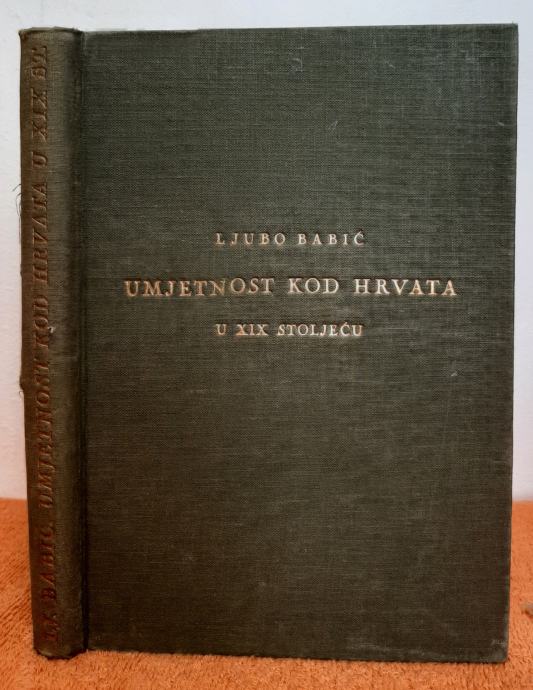 LJUBO BABIĆ
UMJETNOST KOD HRVATA
U XIX STOLJEĆU
LJ. BABIĆ. UMJETNOST KOD HRVATA U XIX ST.